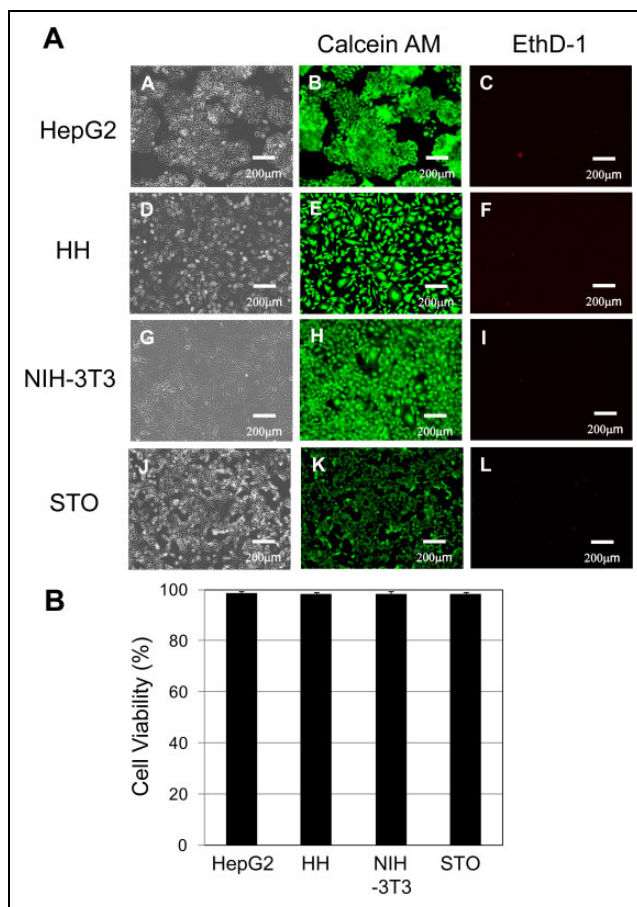 A
Calcein AM EthD-1
HepG2
A
200μm
B
200μm
C
200μm
HH
D
200μm
E
200μm
F
200μm
NIH-3T3
G
200μm
H
200μm
I
200μm
STO
J
200μm
K
200μm
L
200μm
B
Cell Viability (%)
100
80
60
40
20
0
HepG2 HH NIH STO
-3T3